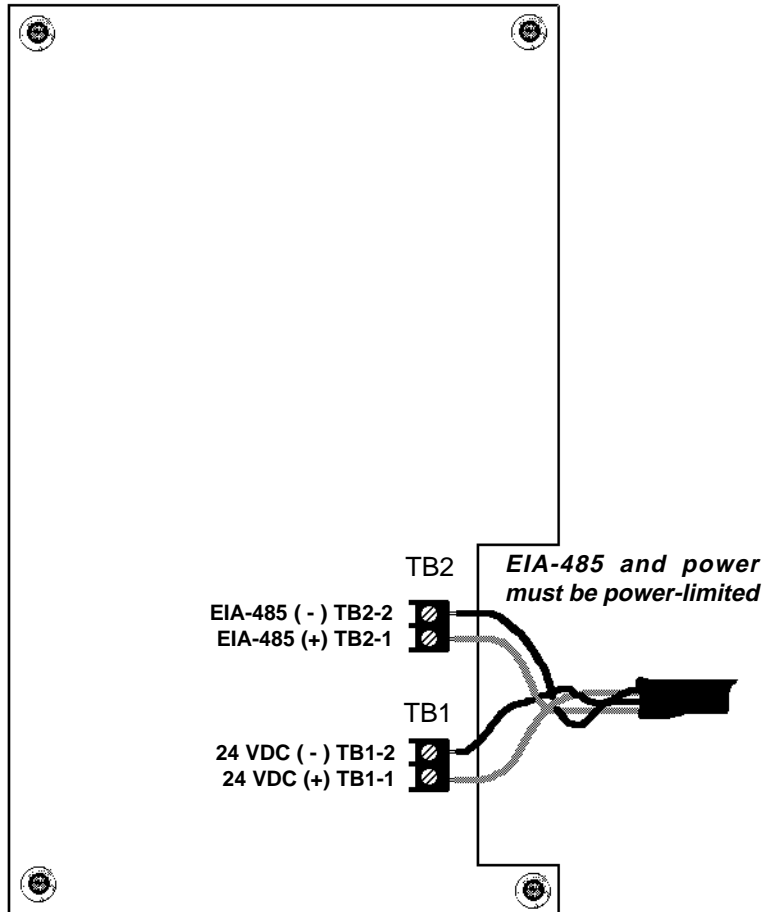 TB2
EIA-485 and power
must be power-limited
EIA-485 ( - ) TB2-2
EIA-485 (+) TB2-1
TB1
24 VDC ( - ) TB1-2
24 VDC (+) TB1-1